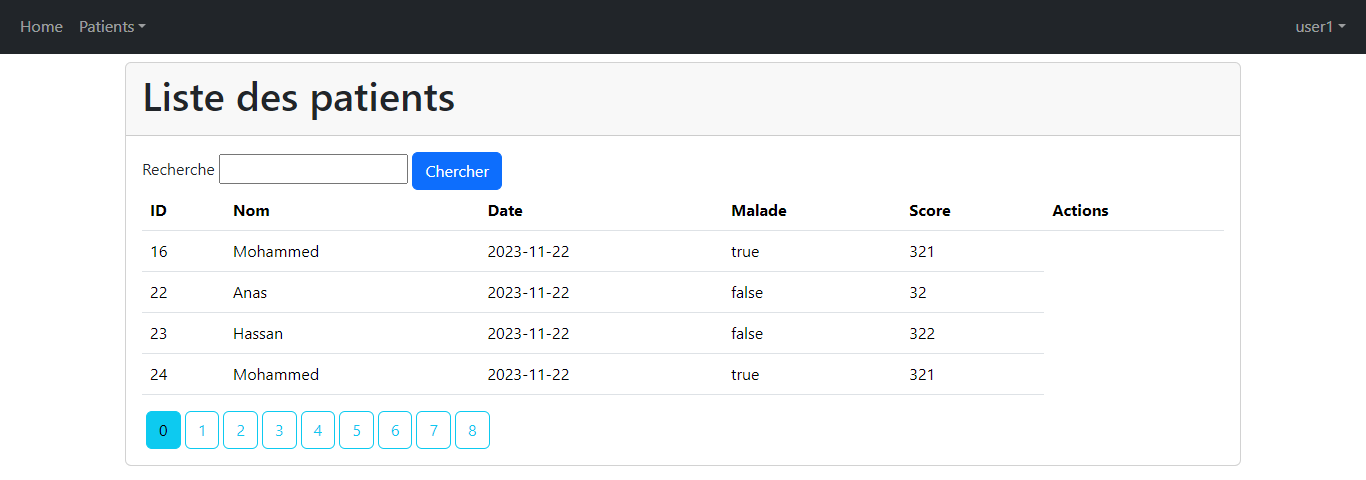 Home Patients user1
Liste des patients
Recherche Chercher
ID Nom Date Malade Score Actions
16 Mohammed 2023-11-22 true 321
22 Anas 2023-11-22 false 32
23 Hassan 2023-11-22 false 322
24 Mohammed 2023-11-22 true 321
0 1 2 3 4 5 6 7 8